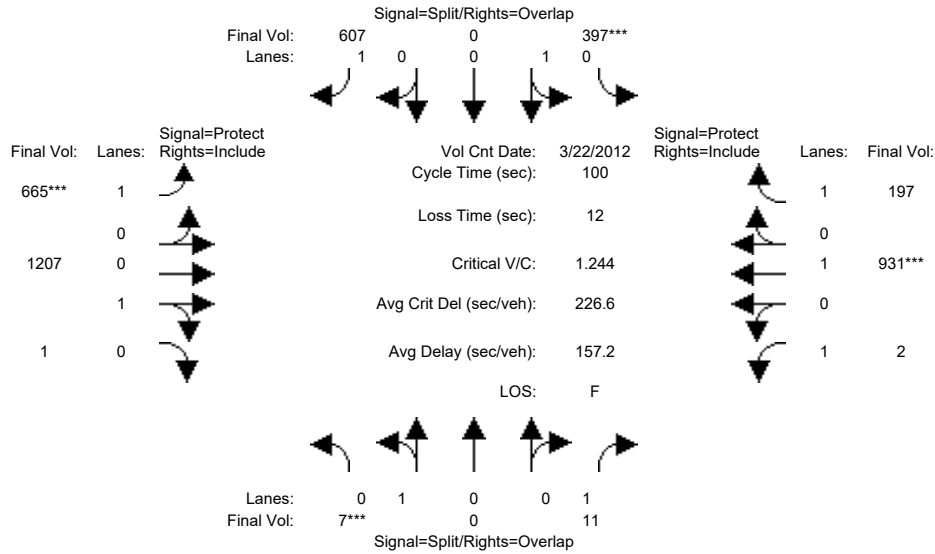 Signal=Split/Rights=Overlap
Final Vol: 607 0 397***
Lanes: 1 0 0 1 0
Signal=Protect Signal=Protect
Final Vol: Lanes: Rights=Include Vol Cnt Date: 3/22/2012 Rights=Include Lanes: Final Vol:
Cycle Time (sec): 100
665*** 1 1 197
Loss Time (sec): 12
0 0
1207 0 Critical V/C: 1.244 1 931***
1 Avg Crit Del (sec/veh): 226.6 0
1 0 Avg Delay (sec/veh): 157.2 1 2
LOS: F
Lanes: 0 1 0 0 1
Final Vol: 7*** 0 11
Signal=Split/Rights=Overlap